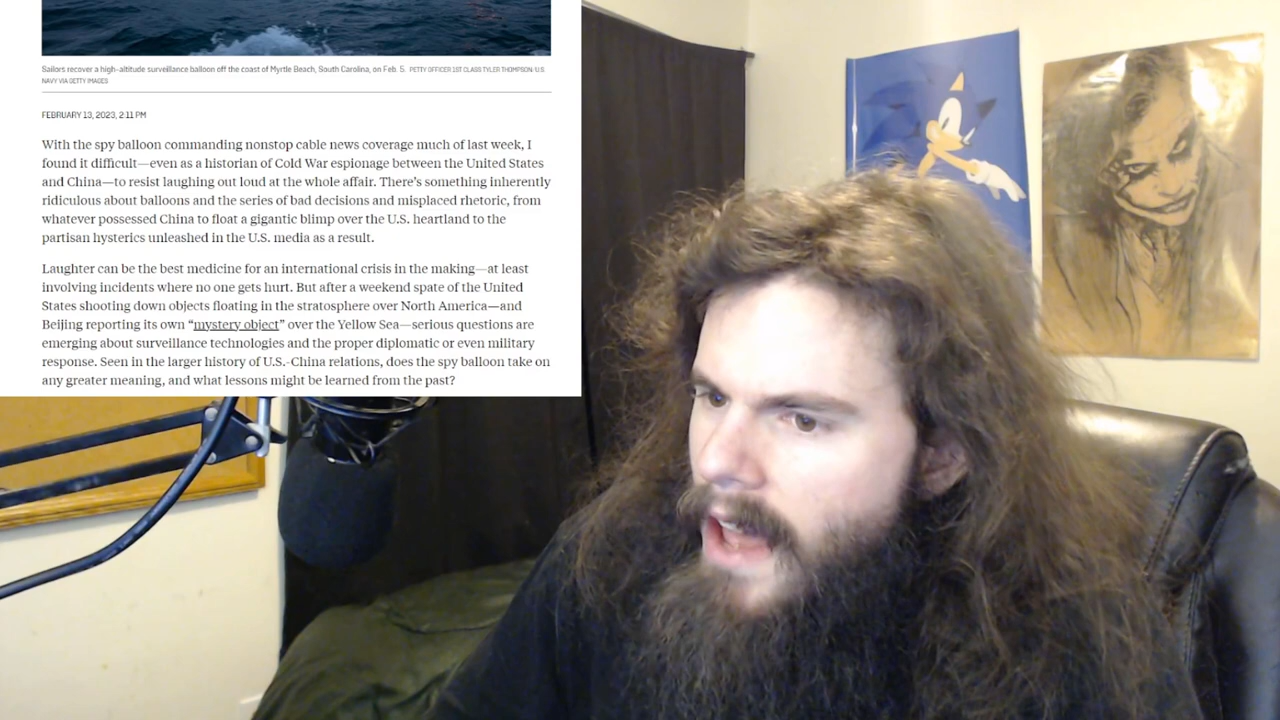 Sailors recover a high-altitude surveillance balloon off the coast of Myrtle Beach, South Carolina, on Feb. 5. PETTY OFFICER 1ST CLASS TYLER THOMPSON/U.S.
NAVY VIA GETTY IMAGES
FEBRUARY 13, 2023, 2:11 PM
With the spy balloon commanding nonstop cable news coverage much of last week, I
found it difficult—even as a historian of Cold War espionage between the United States
and China—to resist laughing out loud at the whole affair. There’s something inherently
ridiculous about balloons and the series of bad decisions and misplaced rhetoric, from
whatever possessed China to float a gigantic blimp over the U.S. heartland to the
partisan hysterics unleashed in the U.S. media as a result.
Laughter can be the best medicine for an international crisis in the making—at least
involving incidents where no one gets hurt. But after a weekend spate of the United
States shooting down objects floating in the stratosphere over North America—and
Beijing reporting its own “mystery object” over the Yellow Sea—serious questions are
emerging about surveillance technologies and the proper diplomatic or even military
response. Seen in the larger history of U.S.-China relations, does the spy balloon take on
any greater meaning, and what lessons might be learned from the past?